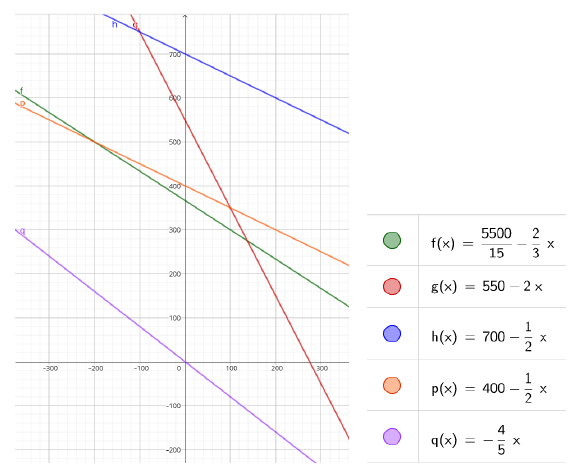 h g
700
600
f
p
500
400
300
q
200
100
-300 -200 -100 0 100 200 300
-100
-200
f(x) = 5500/15 − 2/3 x
g(x) = 550 − 2 x
h(x) = 700 − 1/2 x
p(x) = 400 − 1/2 x
q(x) = − 4/5 x